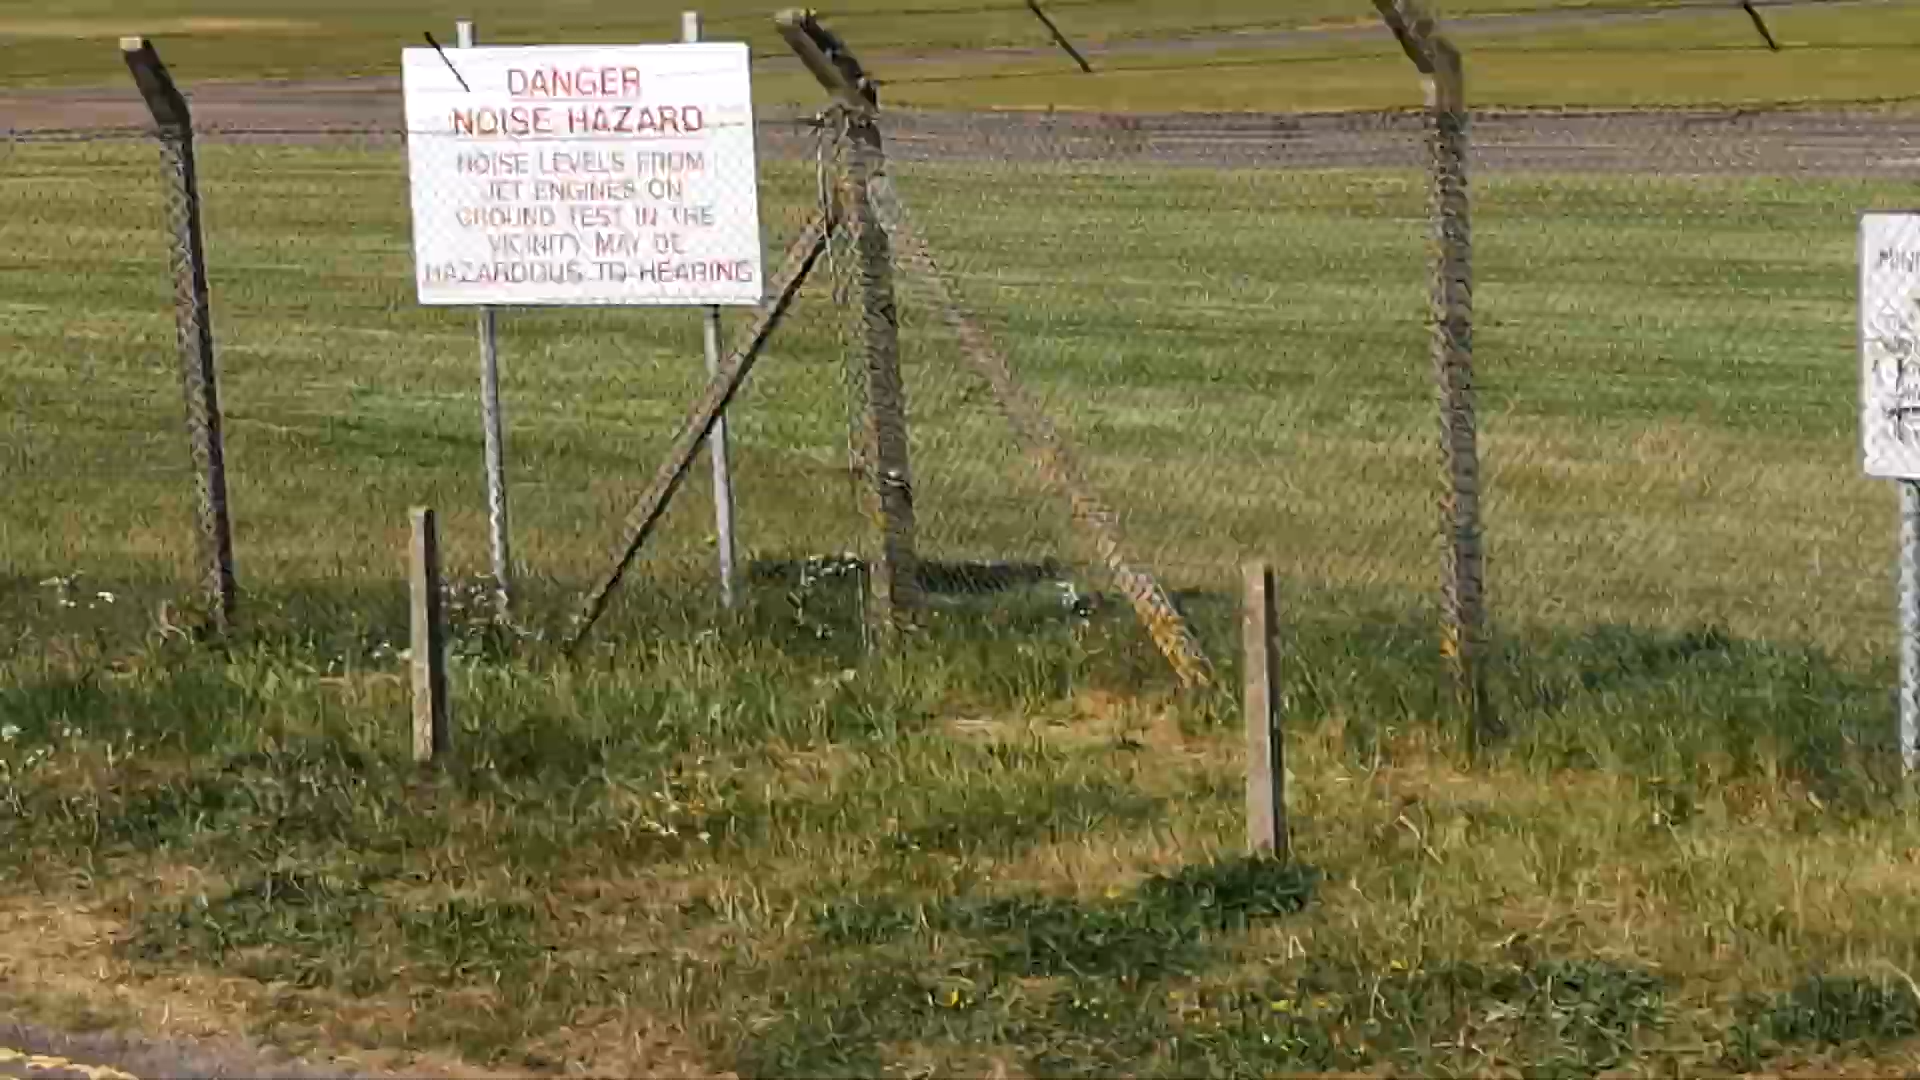 DANGER
NOISE HAZARD
NOISE LEVELS FROM
JET ENGINES ON
GROUND TEST IN THE
VICINITY MAY BE
HAZARDOUS TO HEARING